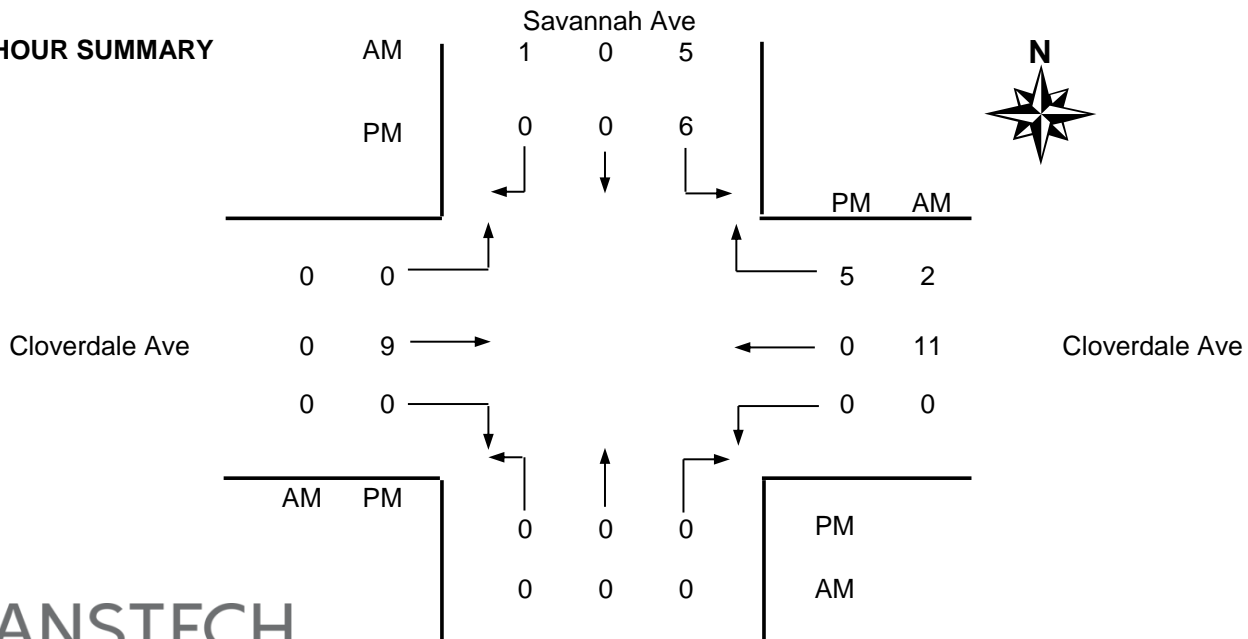 Savannah Ave
HOUR SUMMARY AM 1 0 5
N
PM 0 0 6
PM AM
0 0 5 2
Cloverdale Ave 0 9 0 11 Cloverdale Ave
0 0 0 0
AM PM
0 0 0 PM
0 0 0 AM
ANSTECH